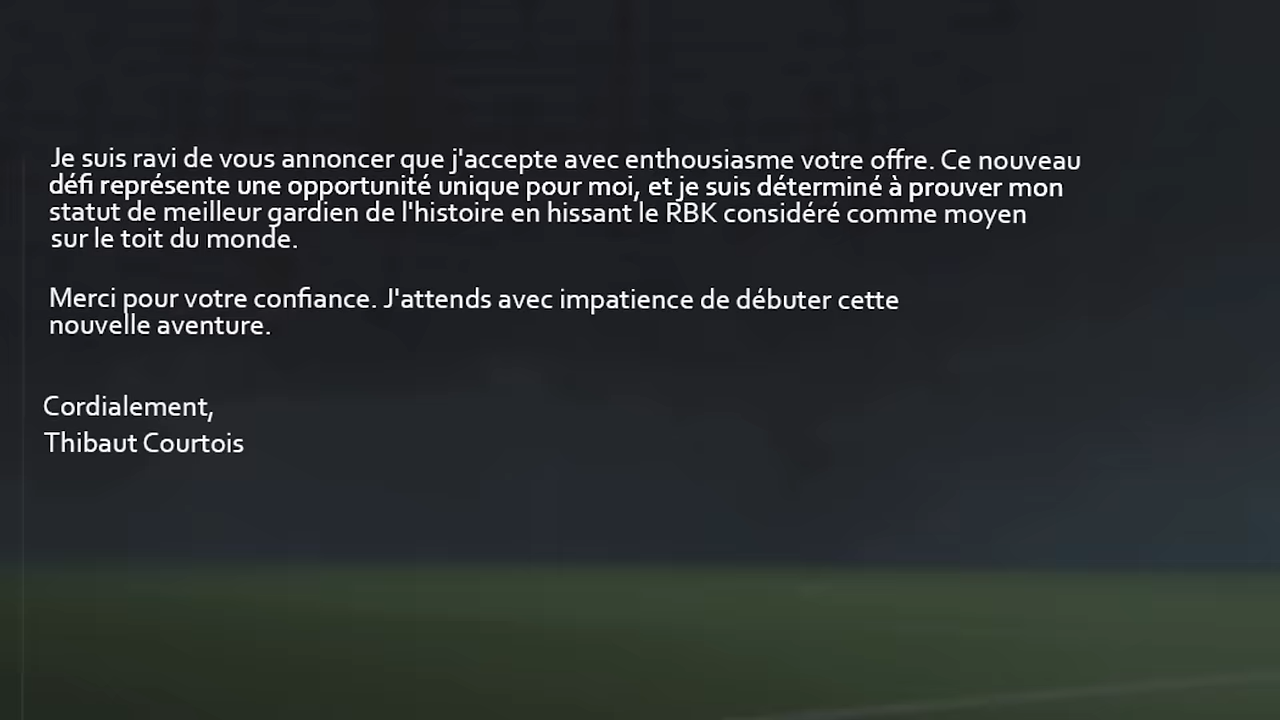 Je suis ravi de vous annoncer que j'accepte avec enthousiasme votre offre. Ce nouveau
défi représente une opportunité unique pour moi, et je suis déterminé à prouver mon
statut de meilleur gardien de l'histoire en hissant le RBK considéré comme moyen
sur le toit du monde.
Merci pour votre confiance. J'attends avec impatience de débuter cette
nouvelle aventure.
Cordialement,
Thibaut Courtois